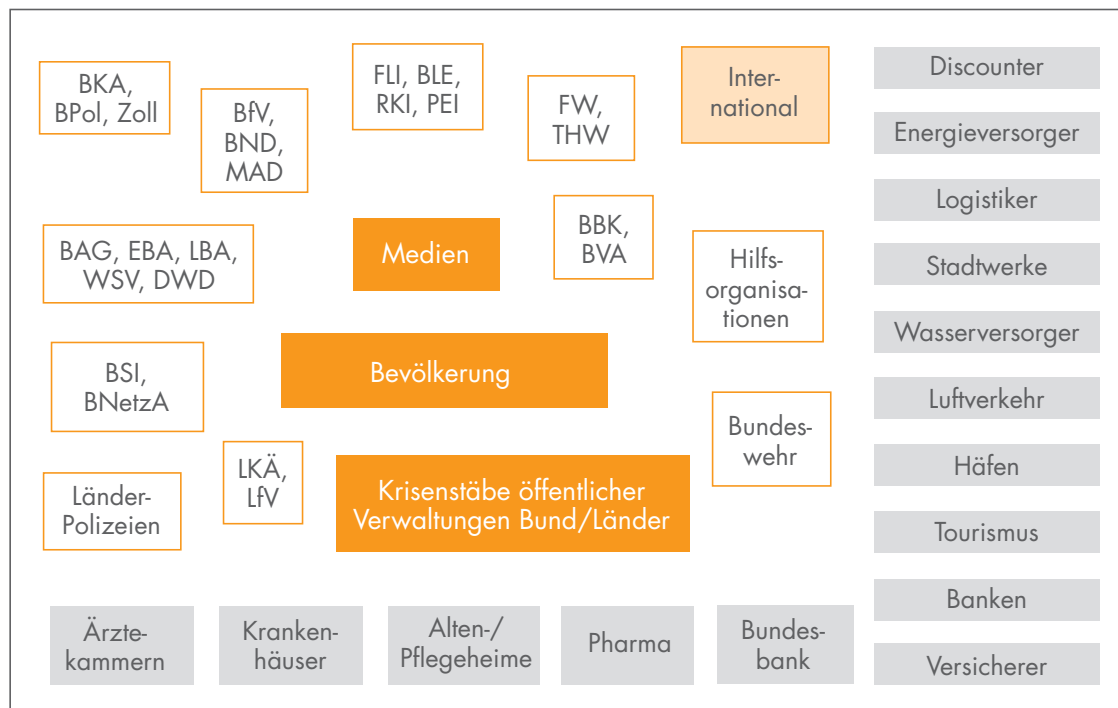 BKA,
BPol, Zoll
BfV,
BND,
MAD
FLI, BLE,
RKI, PEI
FW,
THW
Inter-
national
BAG, EBA, LBA,
WSV, DWD
Medien
BBK,
BVA
Hilfs-
organisa-
tionen
BSI,
BNetzA
Bevölkerung
Bundes-
wehr
Länder-
Polizeien
LKÄ,
LfV
Krisenstäbe öffentlicher
Verwaltungen Bund/Länder
Ärzte-
kammern
Kranken-
häuser
Alten-/
Pflegeheime
Pharma
Bundes-
bank
Discounter
Energieversorger
Logistiker
Stadtwerke
Wasserversorger
Luftverkehr
Häfen
Tourismus
Banken
Versicherer